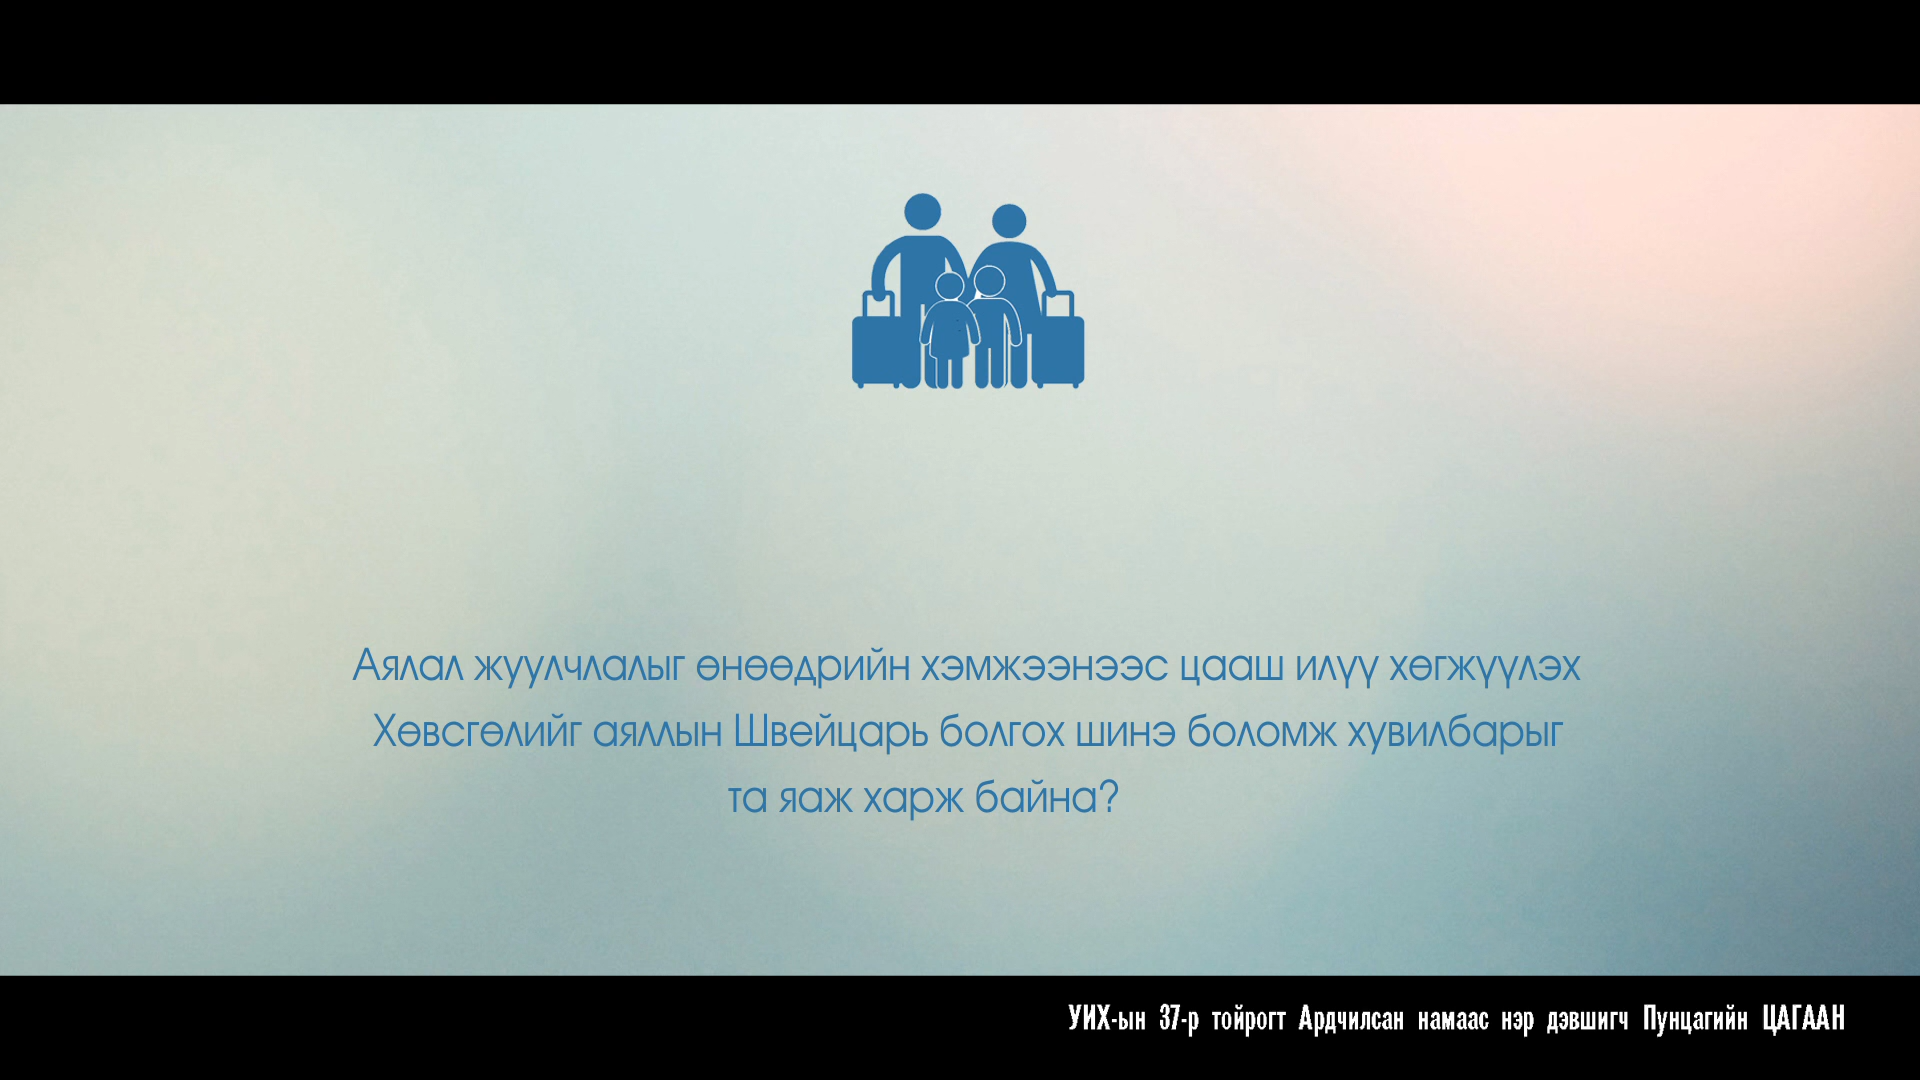 Аялал жуулчлалыг өнөөдрийн хэмжээнээс цааш илүү хөгжүүлэх
Хөвсгөлийг аяллын Швейцарь болгох шинэ боломж хувилбарыг
та яаж харж байна?
УИХ-ын 37-р тойрогт Ардчилсан намаас нэр дэвшигч Пунцагийн ЦАГААН